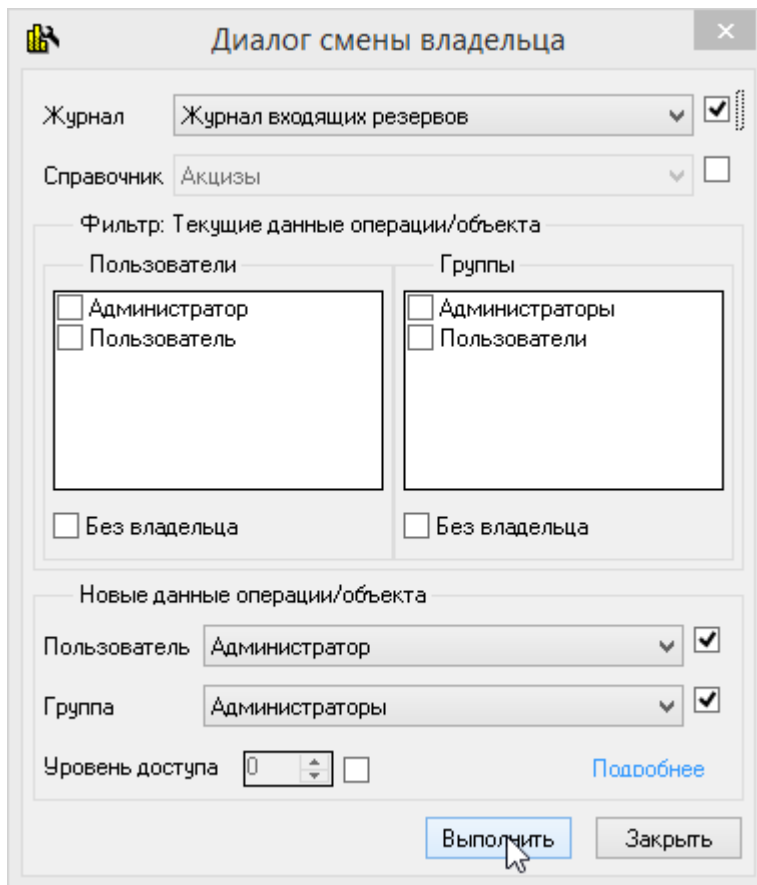 Диалог смены владельца
Журнал Журнал входящих резервов
Справочник Акцизы
Фильтр: Текущие данные операции/объекта
Пользователи Группы
Администратор Администраторы
Пользователь Пользователи
Без владельца Без владельца
Новые данные операции/объекта
Пользователь Администратор
Группа Администраторы
Уровень доступа 0 Подробнее
Выполнить Закрыть